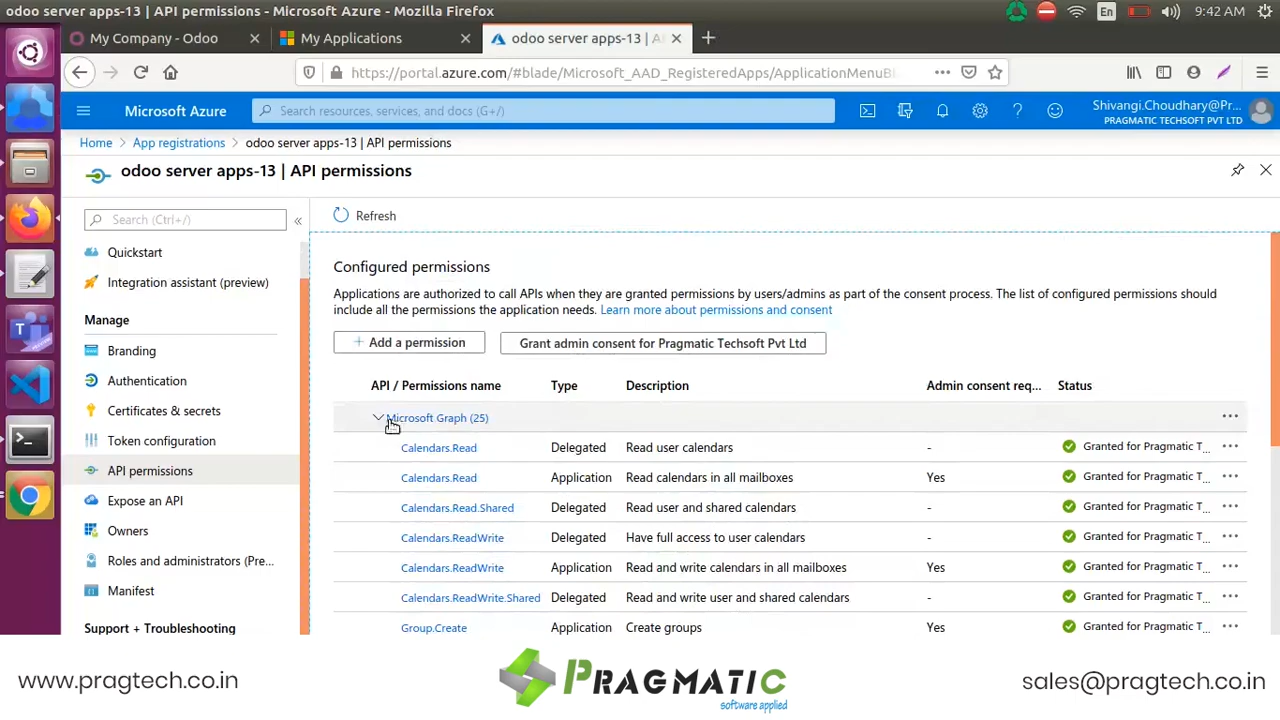 odoo server apps-13 | API permissions - Microsoft Azure - Mozilla Firefox
En
9:42 AM
My Company - Odoo
My Applications
odoo server apps-13 | A
https://portal.azure.com/#blade/Microsoft_AAD_RegisteredApps/ApplicationMenuBl
Microsoft Azure
Search resources, services, and docs (G+/)
Shivangi.Choudhary@Pr...
PRAGMATIC TECHSOFT PVT LTD
Home
App registrations
odoo server apps-13 | API permissions
odoo server apps-13 | API permissions
Search (Ctrl+/)
«
Quickstart
Integration assistant (preview)
Manage
Branding
Authentication
Certificates & secrets
Token configuration
API permissions
Expose an API
Owners
Roles and administrators (Pre...
Manifest
Support + Troubleshooting
Refresh
Configured permissions
Applications are authorized to call APIs when they are granted permissions by users/admins as part of the consent process. The list of configured permissions should
include all the permissions the application needs. Learn more about permissions and consent
+ Add a permission
Grant admin consent for Pragmatic Techsoft Pvt Ltd
API / Permissions name Type Description Admin consent req... Status
Microsoft Graph (25) ...
Calendars.Read Delegated Read user calendars - Granted for Pragmatic T... ...
Calendars.Read Application Read calendars in all mailboxes Yes Granted for Pragmatic T... ...
Calendars.Read.Shared Delegated Read user and shared calendars - Granted for Pragmatic T... ...
Calendars.ReadWrite Delegated Have full access to user calendars - Granted for Pragmatic T... ...
Calendars.ReadWrite Application Read and write calendars in all mailboxes Yes Granted for Pragmatic T... ...
Calendars.ReadWrite.Shared Delegated Read and write user and shared calendars - Granted for Pragmatic T... ...
Group.Create Application Create groups Yes Granted for Pragmatic T... ...
www.pragtech.co.in
PRAGMATIC
software applied
sales@pragtech.co.in